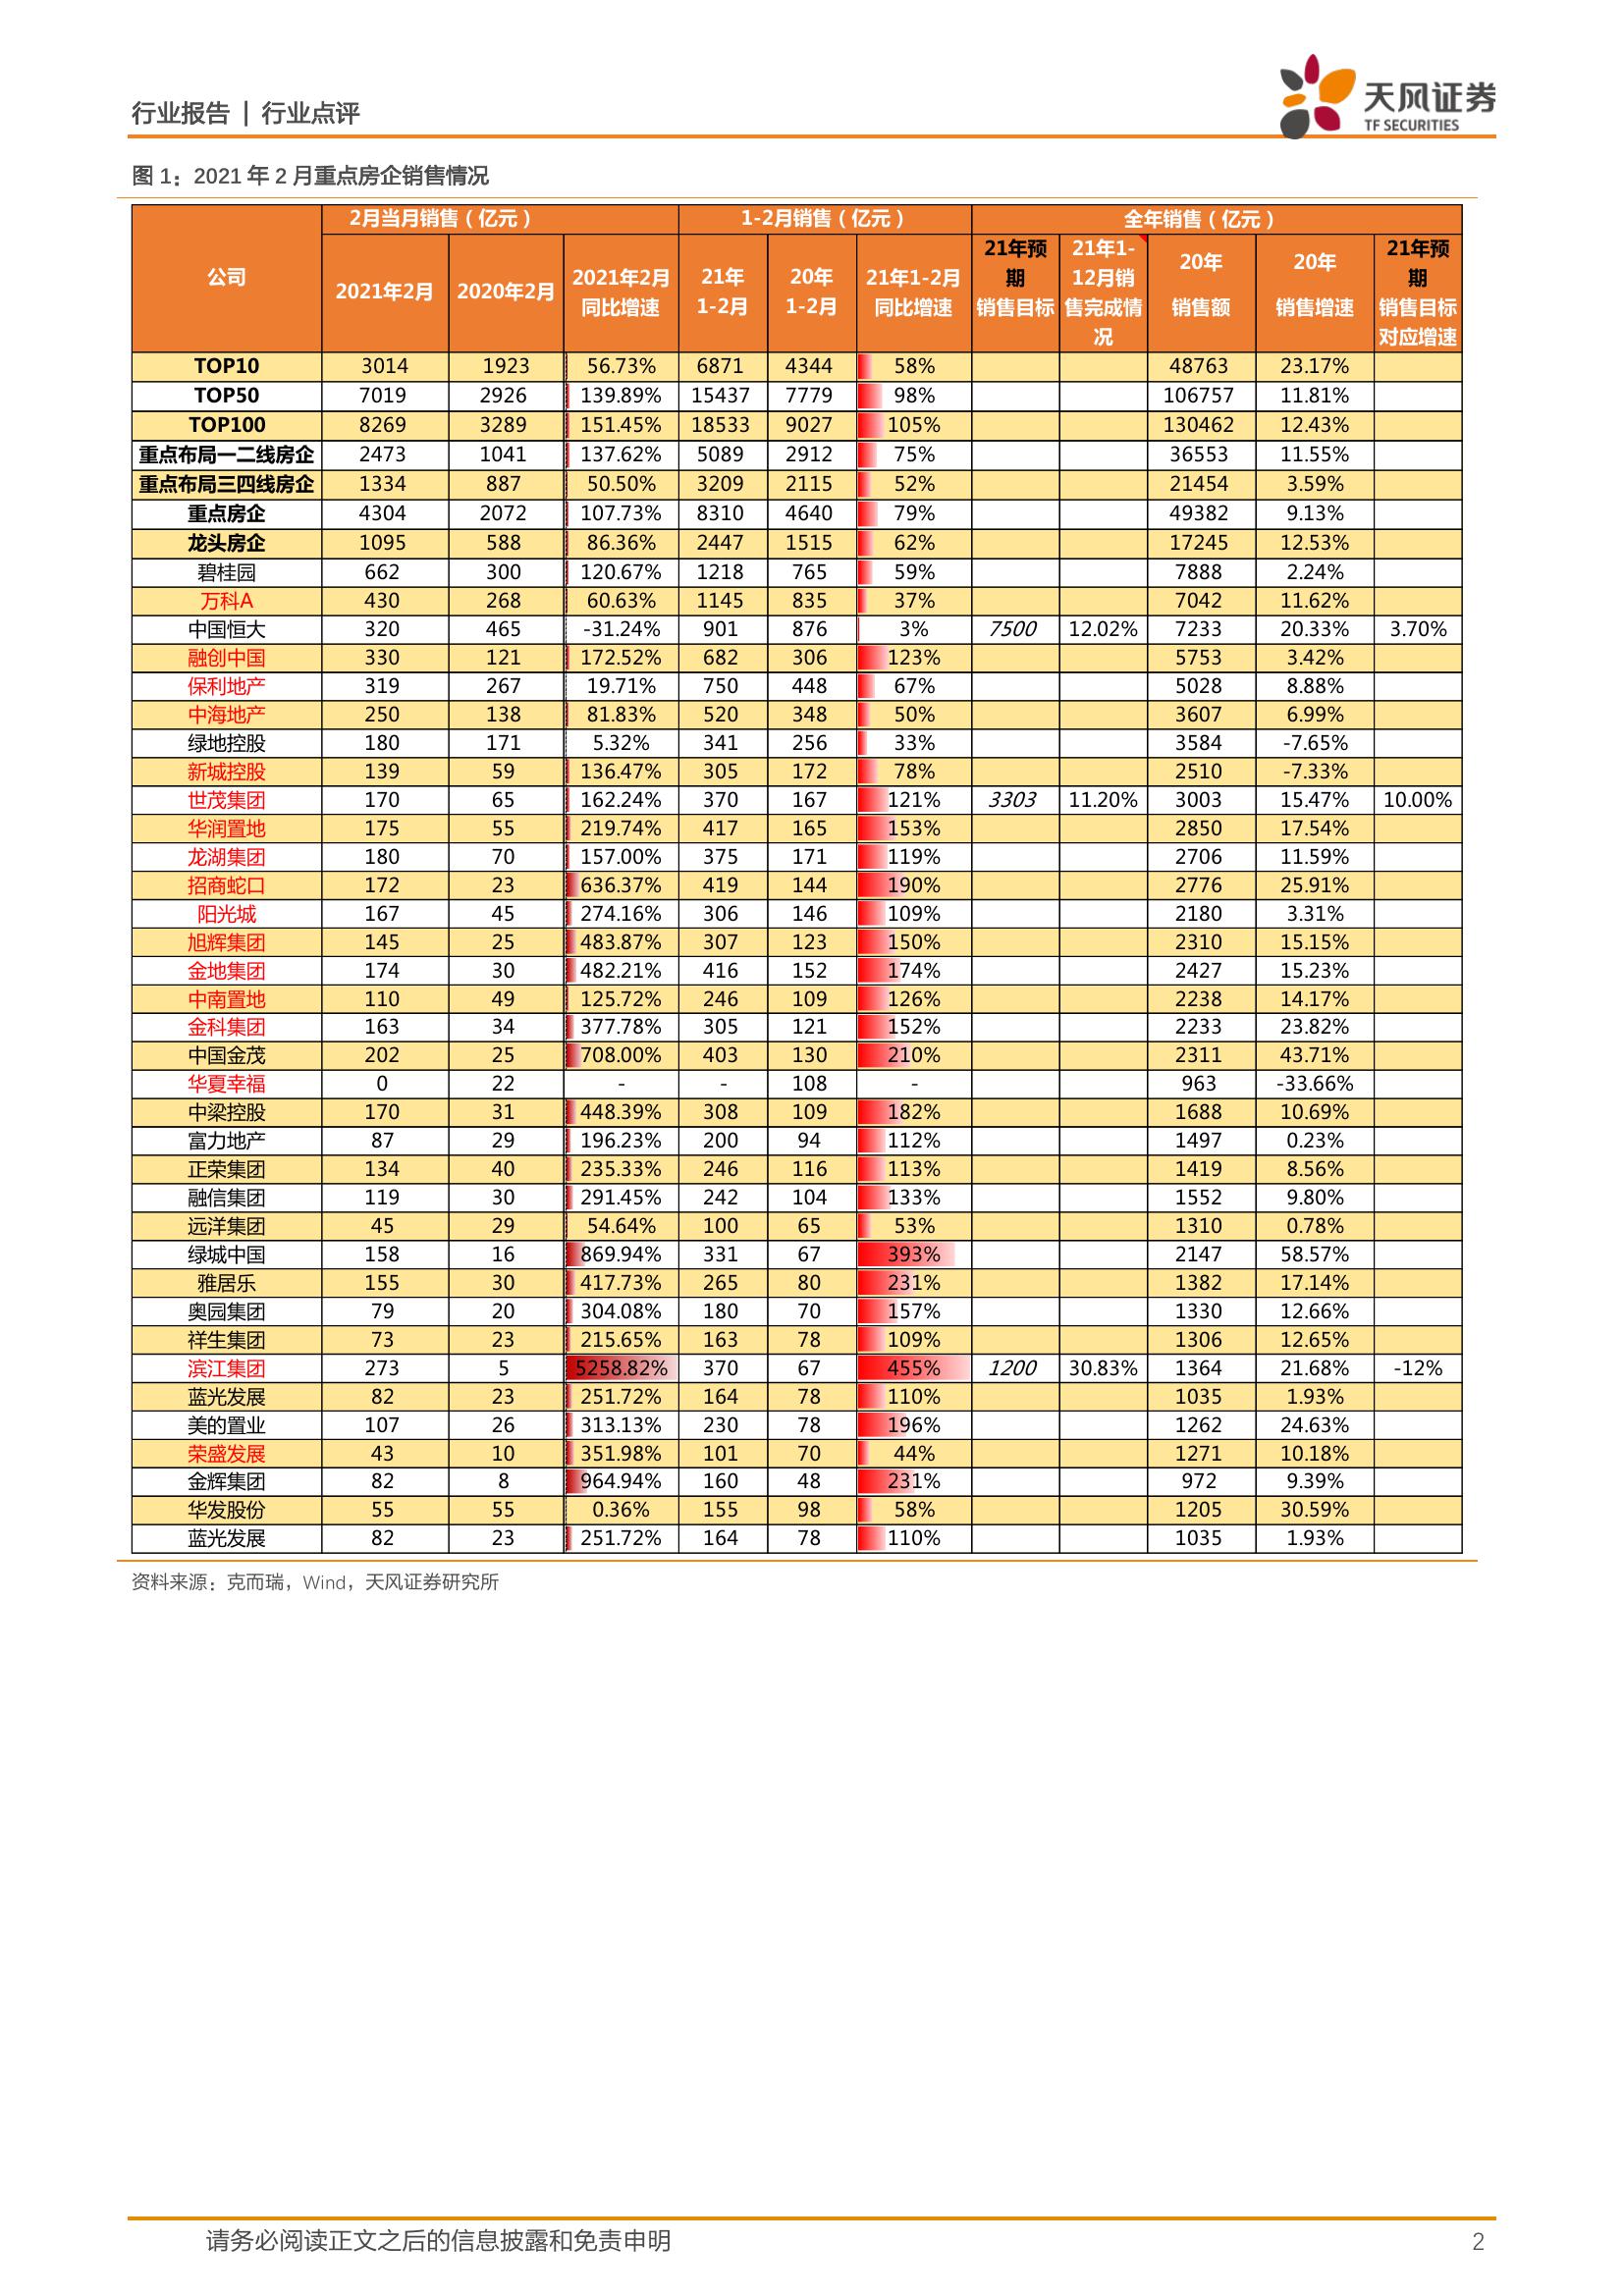 行业报告 | 行业点评
天风证券
TF SECURITIES
图 1：2021 年 2 月重点房企销售情况
公司 2月当月销售（亿元） 1-2月销售（亿元） 全年销售（亿元）
2021年2月 2020年2月 2021年2月同比增速 21年1-2月 20年1-2月 21年1-2月同比增速 21年预期销售目标 21年1-12月销售完成情况 20年销售额 20年销售增速 21年预期销售目标对应增速
TOP10 3014 1923 56.73% 6871 4344 58% 48763 23.17%
TOP50 7019 2926 139.89% 15437 7779 98% 106757 11.81%
TOP100 8269 3289 151.45% 18533 9027 105% 130462 12.43%
重点布局一二线房企 2473 1041 137.62% 5089 2912 75% 36553 11.55%
重点布局三四线房企 1334 887 50.50% 3209 2115 52% 21454 3.59%
重点房企 4304 2072 107.73% 8310 4640 79% 49382 9.13%
龙头房企 1095 588 86.36% 2447 1515 62% 17245 12.53%
碧桂园 662 300 120.67% 1218 765 59% 7888 2.24%
万科A 430 268 60.63% 1145 835 37% 7042 11.62%
中国恒大 320 465 -31.24% 901 876 3% 7500 12.02% 7233 20.33% 3.70%
融创中国 330 121 172.52% 682 306 123% 5753 3.42%
保利地产 319 267 19.71% 750 448 67% 5028 8.88%
中海地产 250 138 81.83% 520 348 50% 3607 6.99%
绿地控股 180 171 5.32% 341 256 33% 3584 -7.65%
新城控股 139 59 136.47% 305 172 78% 2510 -7.33%
世茂集团 170 65 162.24% 370 167 121% 3303 11.20% 3003 15.47% 10.00%
华润置地 175 55 219.74% 417 165 153% 2850 17.54%
龙湖集团 180 70 157.00% 375 171 119% 2706 11.59%
招商蛇口 172 23 636.37% 419 144 190% 2776 25.91%
阳光城 167 45 274.16% 306 146 109% 2180 3.31%
旭辉集团 145 25 483.87% 307 123 150% 2310 15.15%
金地集团 174 30 482.21% 416 152 174% 2427 15.23%
中南置地 110 49 125.72% 246 109 126% 2238 14.17%
金科集团 163 34 377.78% 305 121 152% 2233 23.82%
中国金茂 202 25 708.00% 403 130 210% 2311 43.71%
华夏幸福 0 22 - - 108 - 963 -33.66%
中梁控股 170 31 448.39% 308 109 182% 1688 10.69%
富力地产 87 29 196.23% 200 94 112% 1497 0.23%
正荣集团 134 40 235.33% 246 116 113% 1419 8.56%
融信集团 119 30 291.45% 242 104 133% 1552 9.80%
远洋集团 45 29 54.64% 100 65 53% 1310 0.78%
绿城中国 158 16 869.94% 331 67 393% 2147 58.57%
雅居乐 155 30 417.73% 265 80 231% 1382 17.14%
奥园集团 79 20 304.08% 180 70 157% 1330 12.66%
祥生集团 73 23 215.65% 163 78 109% 1306 12.65%
滨江集团 273 5 5258.82% 370 67 455% 1200 30.83% 1364 21.68% -12%
蓝光发展 82 23 251.72% 164 78 110% 1035 1.93%
美的置业 107 26 313.13% 230 78 196% 1262 24.63%
荣盛发展 43 10 351.98% 101 70 44% 1271 10.18%
金辉集团 82 8 964.94% 160 48 231% 972 9.39%
华发股份 55 55 0.36% 155 98 58% 1205 30.59%
蓝光发展 82 23 251.72% 164 78 110% 1035 1.93%
资料来源：克而瑞，Wind，天风证券研究所
请务必阅读正文之后的信息披露和免责申明 2